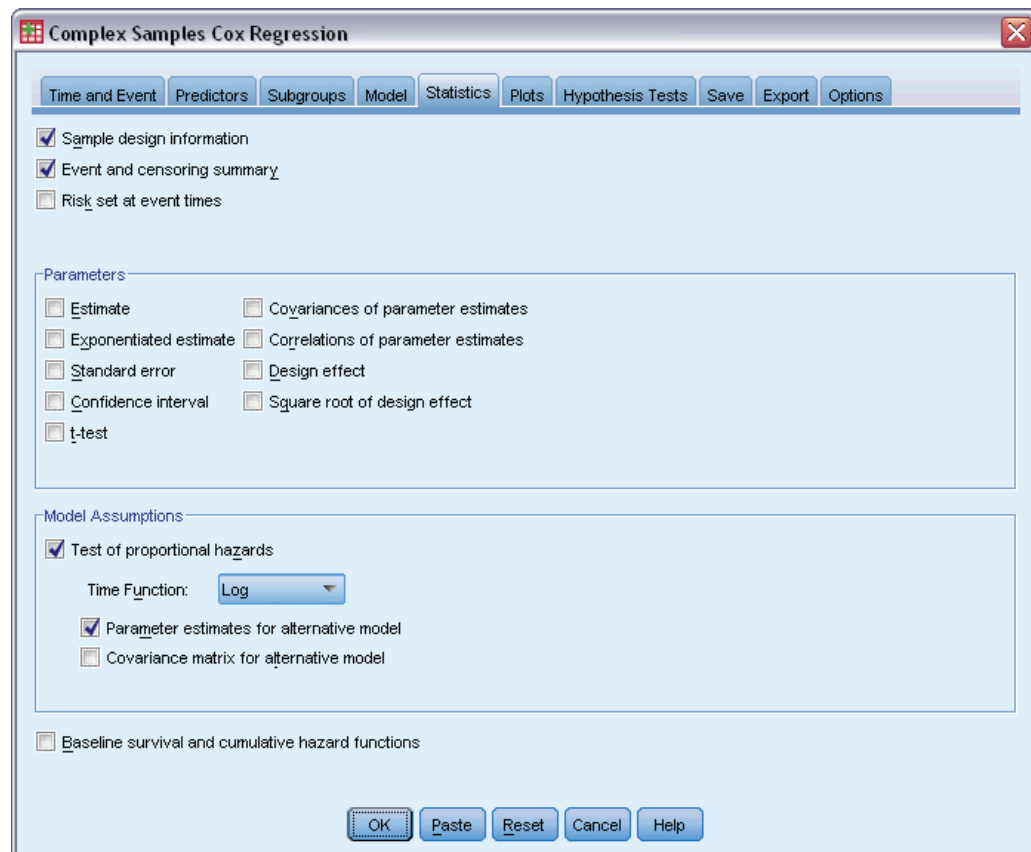 Complex Samples Cox Regression
Time and Event Predictors Subgroups Model Statistics Plots Hypothesis Tests Save Export Options
Sample design information
Event and censoring summary
Risk set at event times
Parameters
Estimate
Covariances of parameter estimates
Exponentiated estimate
Correlations of parameter estimates
Standard error
Design effect
Confidence interval
Square root of design effect
t-test
Model Assumptions
Test of proportional hazards
Time Function: Log
Parameter estimates for alternative model
Covariance matrix for alternative model
Baseline survival and cumulative hazard functions
OK Paste Reset Cancel Help